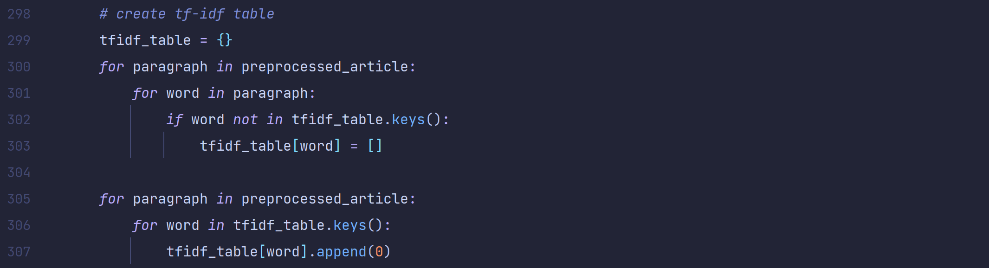 298 # create tf-idf table
299 tfidf_table = {}
300 for paragraph in preprocessed_article:
301 for word in paragraph:
302 if word not in tfidf_table.keys():
303 tfidf_table[word] = []
304
305 for paragraph in preprocessed_article:
306 for word in tfidf_table.keys():
307 tfidf_table[word].append(0)